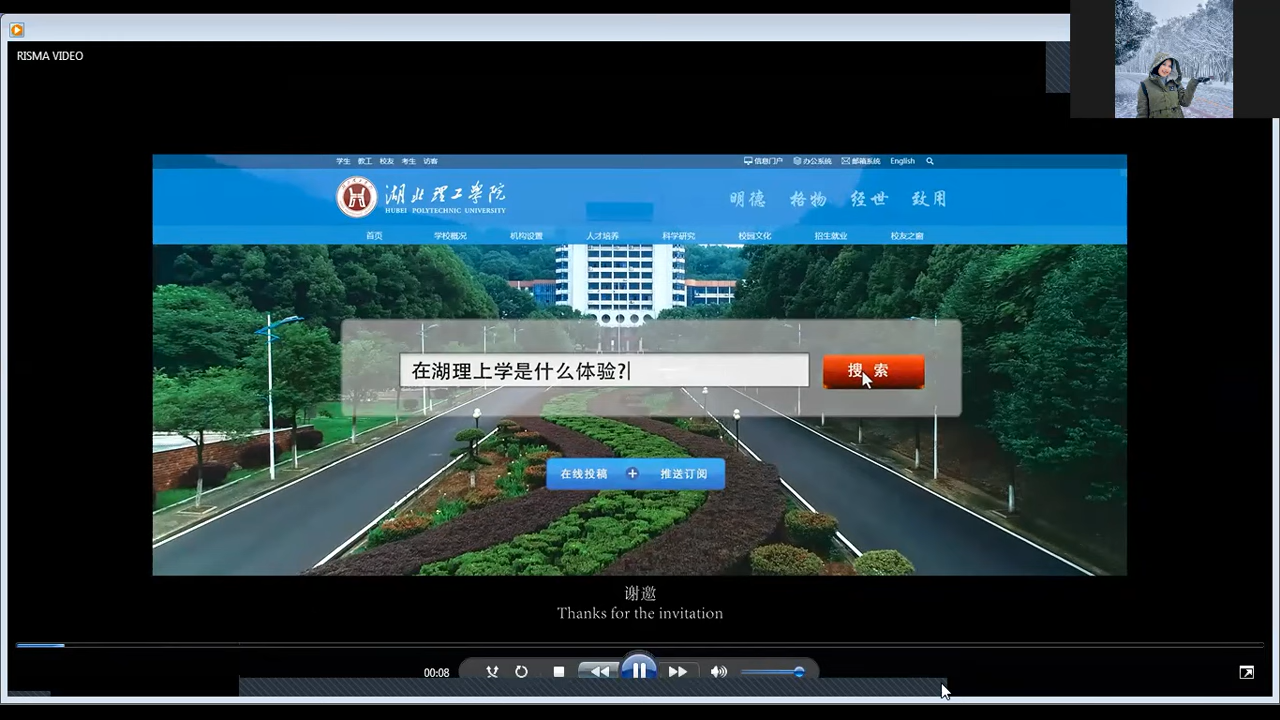 RISMA VIDEO
学生 教工 校友 考生 访客
信息门户 办公系统 邮箱系统 English
湖北理工学院
HUBEI POLYTECHNIC UNIVERSITY
明德 格物 经世 致用
首页 学校概况 机构设置 人才培养 科学研究 校园文化 招生就业 校友之窗
在湖理上学是什么体验?
搜 索
在线投稿 + 推送订阅
谢邀
Thanks for the invitation
00:08